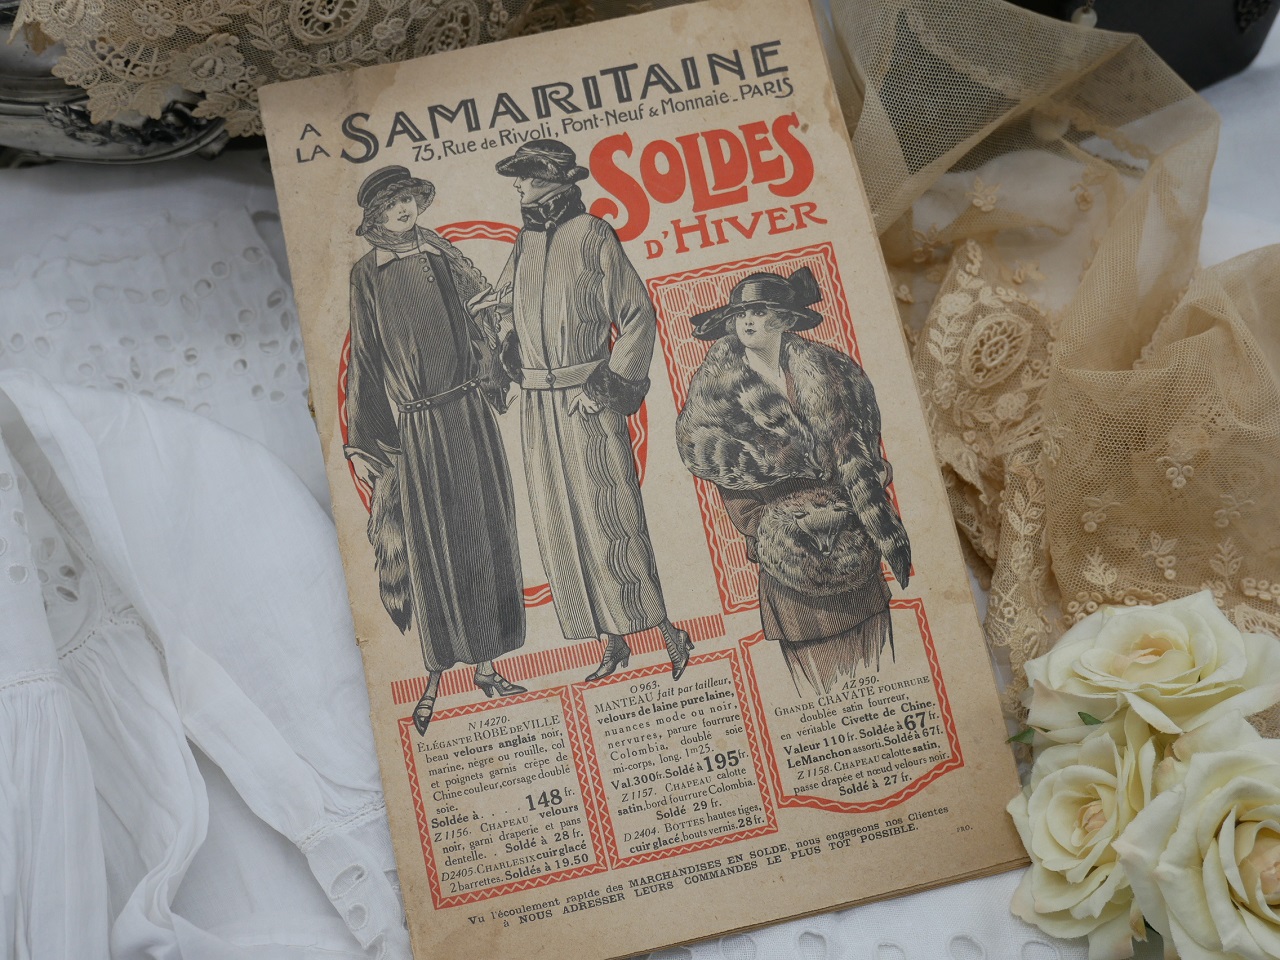 A LA SAMARITAINE
75, Rue de Rivoli, Pont-Neuf & Monnaie_PARIS
SOLDES
D'HIVER
N 14270.
ÉLÉGANTE ROBE DE VILLE
beau velours anglais noir,
marine, nègre ou rouille, col
et poignets garnis crêpe de
Chine couleur, corsage doublé
soie.
Soldée à. . . . . 148 fr.
Z 1156. CHAPEAU velours
noir, garni draperie et pans
dentelle. . Soldé à 28 fr.
D2405. CHARLES IX cuir glacé
2 barrettes. Soldés à 19.50
O 963.
MANTEAU fait par tailleur,
velours de laine pure laine,
nuances mode ou noir,
nervures, parure fourrure
Colombia, doublé soie
mi-corps, long. 1m25.
Val. 300 fr. Soldé à 195 fr.
Z 1157. CHAPEAU calotte
satin, bord fourrure Colombia.
Soldé 29 fr.
D 2404. BOTTES hautes tiges,
cuir glacé, bouts vernis. 28 fr.
AZ 950.
GRANDE CRAVATE FOURRURE
doublée satin fourreur,
en véritable Civette de Chine.
Valeur 110 fr. Soldée à 67 fr.
Le Manchon assorti. Soldé à 67 f.
Z 1158. CHAPEAU calotte satin,
passe drapée et nœud velours noir.
Soldé à 27 fr.
Vu l'écoulement rapide des MARCHANDISES EN SOLDE, nous engageons nos Clientes
à NOUS ADRESSER LEURS COMMANDES LE PLUS TOT POSSIBLE.